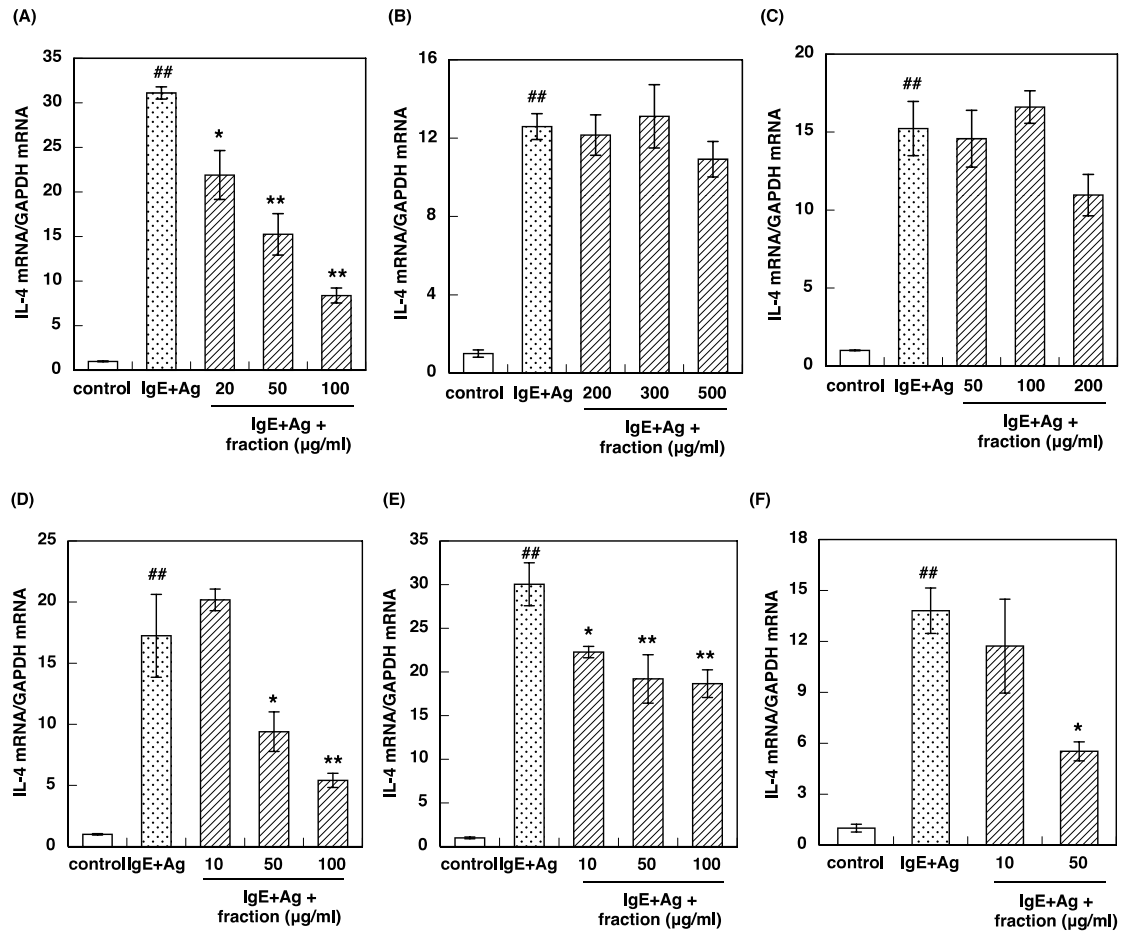 (A)
IL-4 mRNA/GAPDH mRNA
35
30
25
20
15
10
5
0
##
*
**
**
control IgE+Ag 20 50 100
IgE+Ag +
fraction (µg/ml)
(B)
IL-4 mRNA/GAPDH mRNA
16
12
8
4
0
##
control IgE+Ag 200 300 500
IgE+Ag +
fraction (µg/ml)
(C)
IL-4 mRNA/GAPDH mRNA
20
15
10
5
0
##
control IgE+Ag 50 100 200
IgE+Ag +
fraction (µg/ml)
(D)
IL-4 mRNA/GAPDH mRNA
25
20
15
10
5
0
##
*
**
control IgE+Ag 10 50 100
IgE+Ag +
fraction (µg/ml)
(E)
IL-4 mRNA/GAPDH mRNA
35
30
25
20
15
10
5
0
##
*
**
**
control IgE+Ag 10 50 100
IgE+Ag +
fraction (µg/ml)
(F)
IL-4 mRNA/GAPDH mRNA
18
15
12
9
6
3
0
##
*
control IgE+Ag 10 50
IgE+Ag +
fraction (µg/ml)